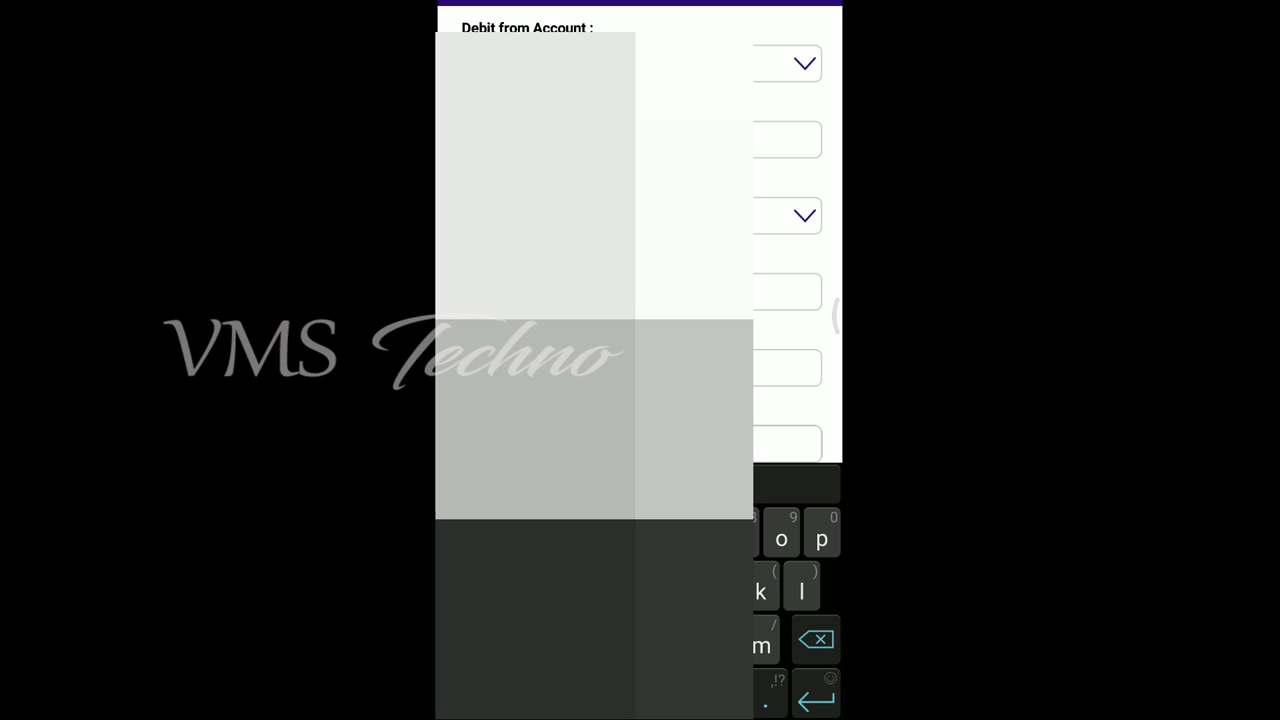 Debit from Account :
VMS Techno
9 0
o p
( )
k l
/
m
,!?
.